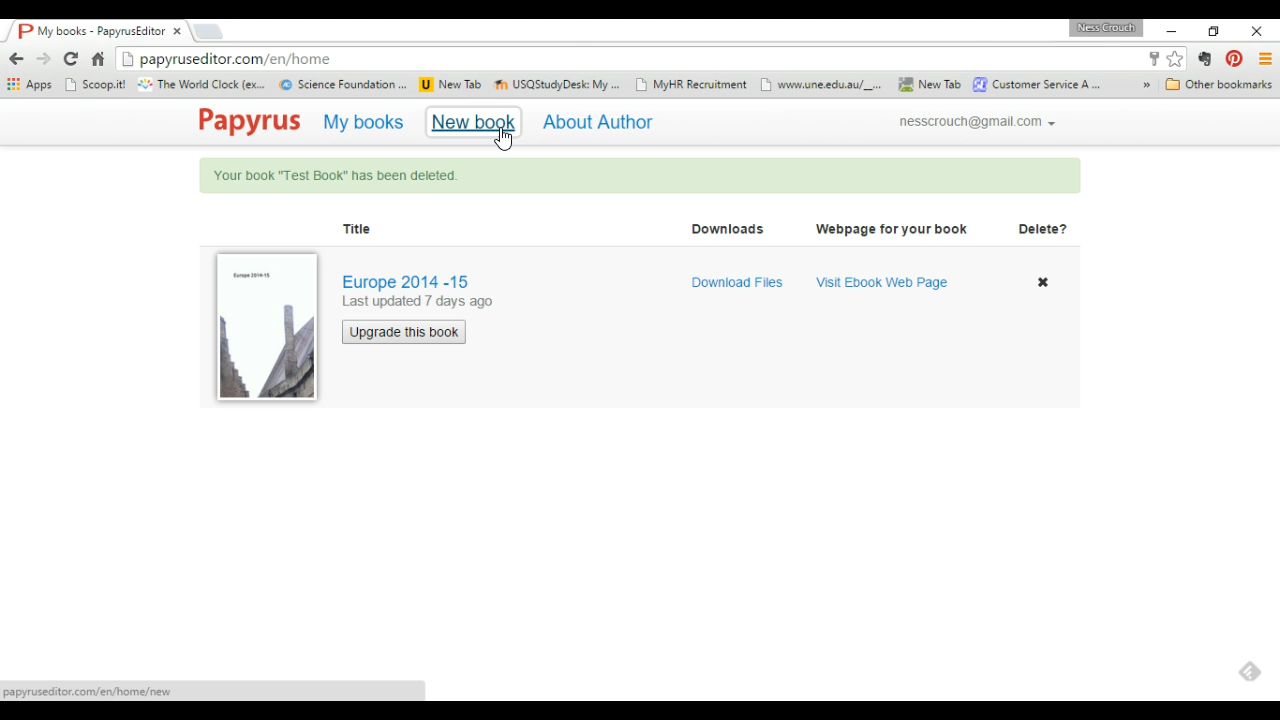 My books - PapyrusEditor
Ness Crouch
papyruseditor.com/en/home
Apps Scoop.it! The World Clock (ex... Science Foundation ... New Tab USQStudyDesk: My ... MyHR Recruitment www.une.edu.au/__... New Tab Customer Service A ... » Other bookmarks
Papyrus My books New book About Author nesscrouch@gmail.com
Your book "Test Book" has been deleted.
Title Downloads Webpage for your book Delete?
Europe 2014-15
Europe 2014 -15 Download Files Visit Ebook Web Page
Last updated 7 days ago
Upgrade this book
papyruseditor.com/en/home/new